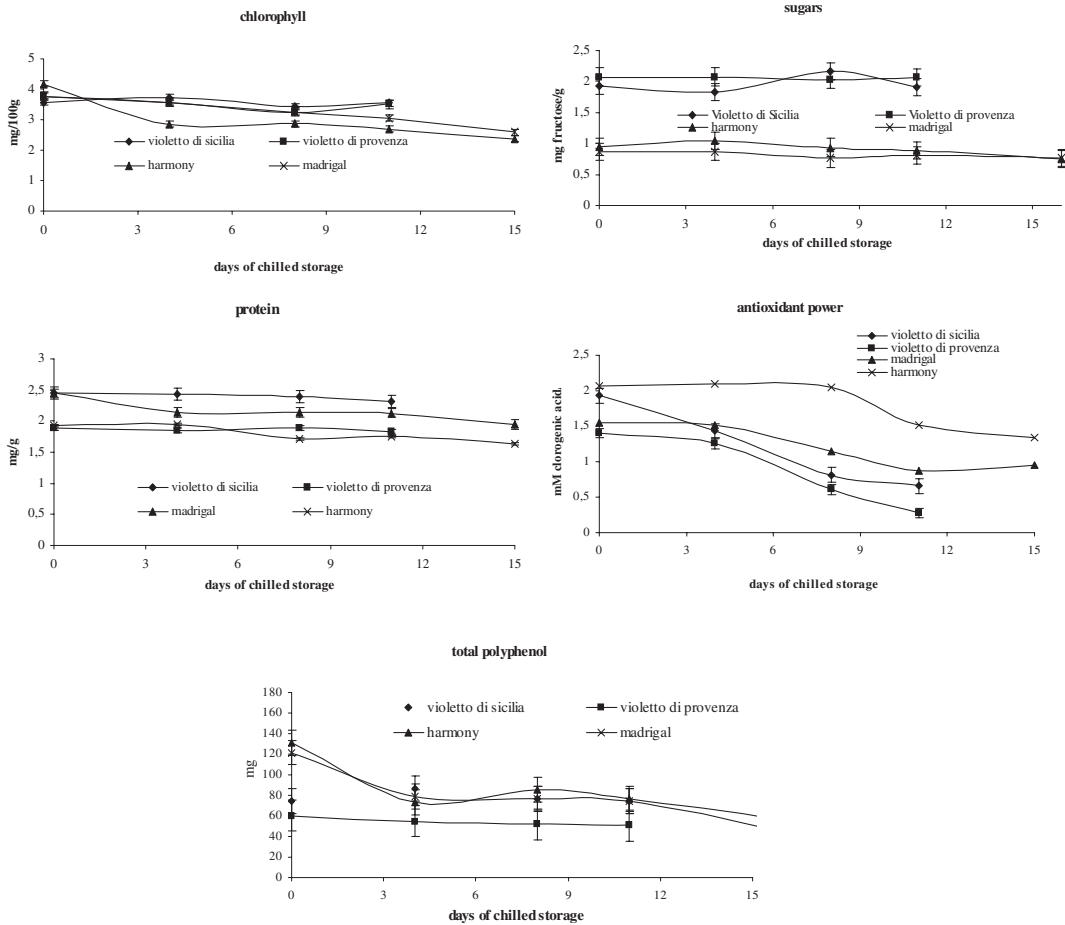 chlorophyll
5
4
3
2
1
0
mg/100g
violetto di sicilia
violetto di provenza
harmony
madrigal
0 3 6 9 12 15
days of chilled storage
sugars
2,5
2
1,5
1
0,5
0
mg fructose/g
Violetto di Sicilia
Violetto di provenza
harmony
madrigal
0 3 6 9 12 15
days of chilled storage
protein
3
2,5
2
1,5
1
0,5
0
mg/g
violetto di sicilia
violetto di provenza
madrigal
harmony
0 3 6 9 12 15
days of chilled storage
antioxidant power
violetto di sicilia
violetto di provenza
madrigal
harmony
2,5
2
1,5
1
0,5
0
mM clorogenic acid.
0 3 6 9 12 15
days of chilled storage
total polyphenol
180
160
140
120
100
80
60
40
20
0
mg
violetto di sicilia
violetto di provenza
harmony
madrigal
0 3 6 9 12 15
days of chilled storage